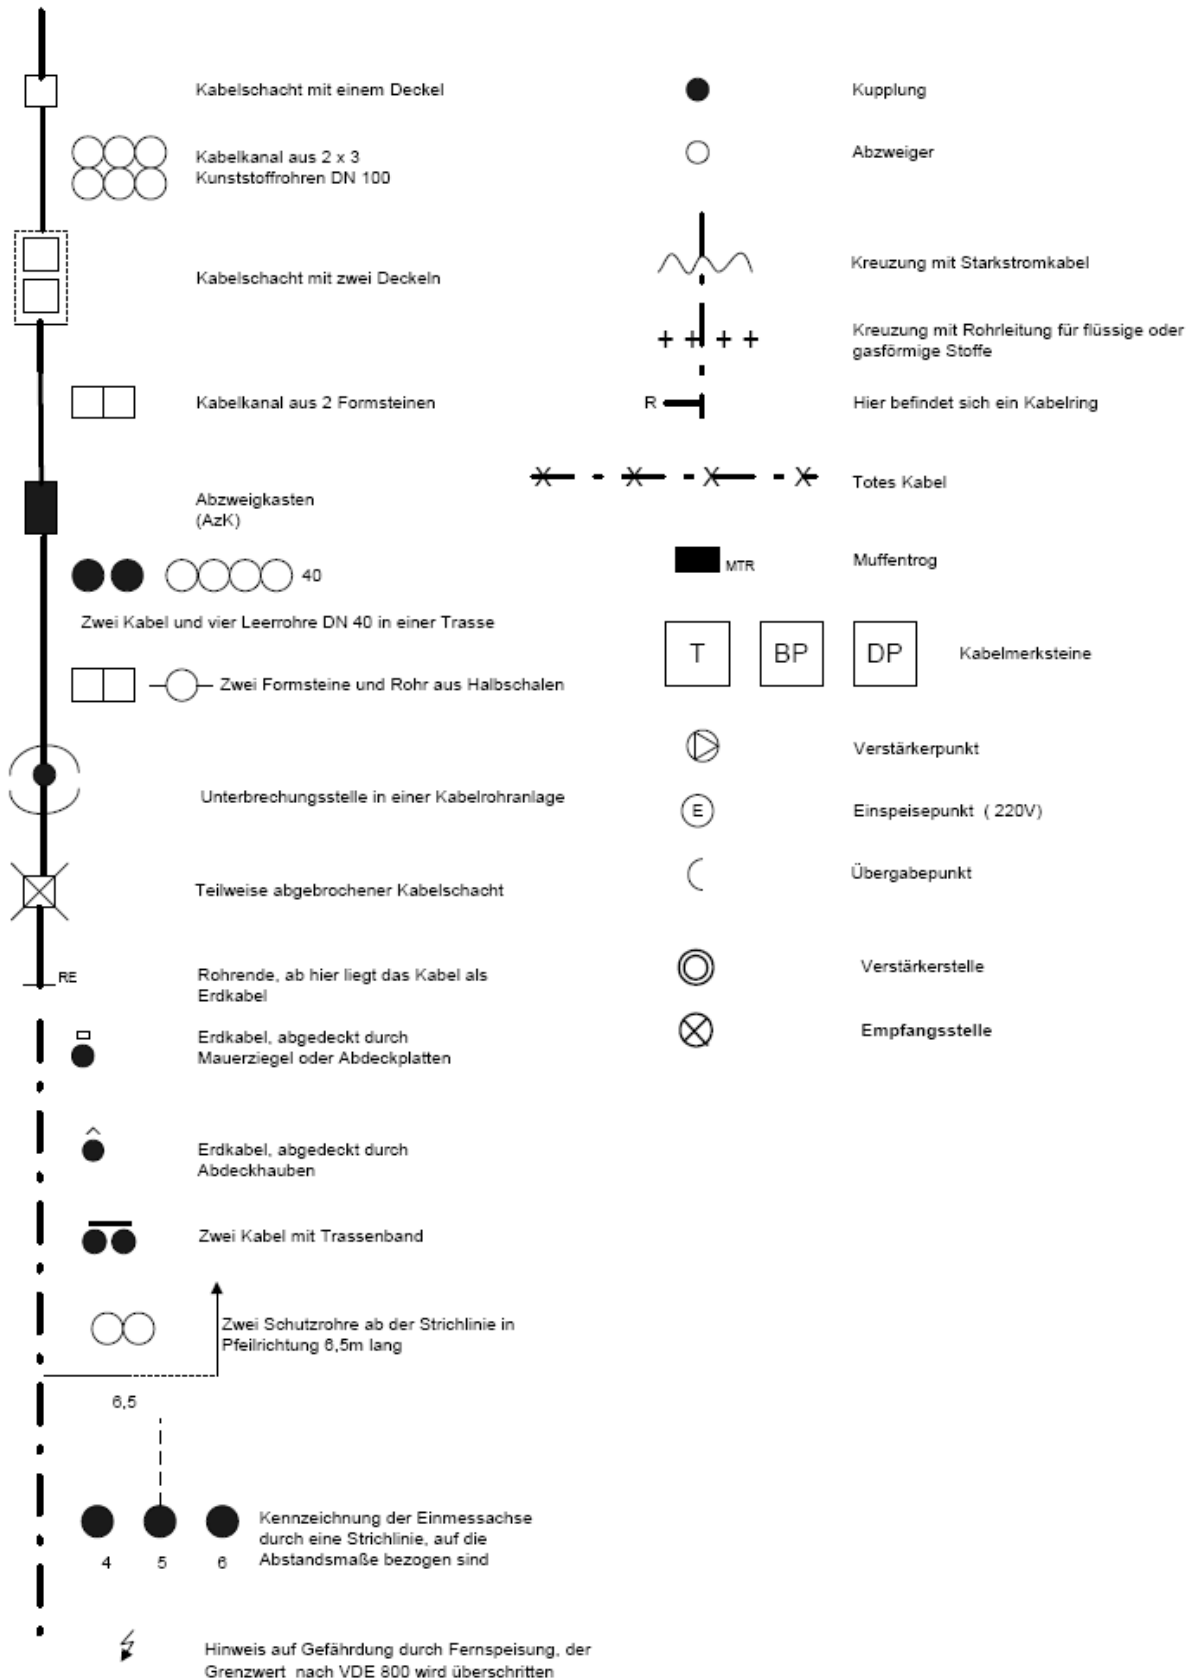 Kabelschacht mit einem Deckel
Kabelkanal aus 2 x 3
Kunststoffrohren DN 100
Kabelschacht mit zwei Deckeln
Kabelkanal aus 2 Formsteinen
Abzweigkasten
(AzK)
40
Zwei Kabel und vier Leerrohre DN 40 in einer Trasse
Zwei Formsteine und Rohr aus Halbschalen
Unterbrechungsstelle in einer Kabelrohranlage
Teilweise abgebrochener Kabelschacht
RE
Rohrende, ab hier liegt das Kabel als
Erdkabel
Erdkabel, abgedeckt durch
Mauerziegel oder Abdeckplatten
Erdkabel, abgedeckt durch
Abdeckhauben
Zwei Kabel mit Trassenband
Zwei Schutzrohre ab der Strichlinie in
Pfeilrichtung 6,5m lang
6,5
4 5 6
Kennzeichnung der Einmessachse
durch eine Strichlinie, auf die
Abstandsmaße bezogen sind
Hinweis auf Gefährdung durch Fernspeisung, der
Grenzwert nach VDE 800 wird überschritten
Kupplung
Abzweiger
Kreuzung mit Starkstromkabel
Kreuzung mit Rohrleitung für flüssige oder
gasförmige Stoffe
R
Hier befindet sich ein Kabelring
Totes Kabel
MTR
Muffentrog
T BP DP
Kabelmerksteine
Verstärkerpunkt
E
Einspeisepunkt ( 220V)
Übergabepunkt
Verstärkerstelle
Empfangsstelle